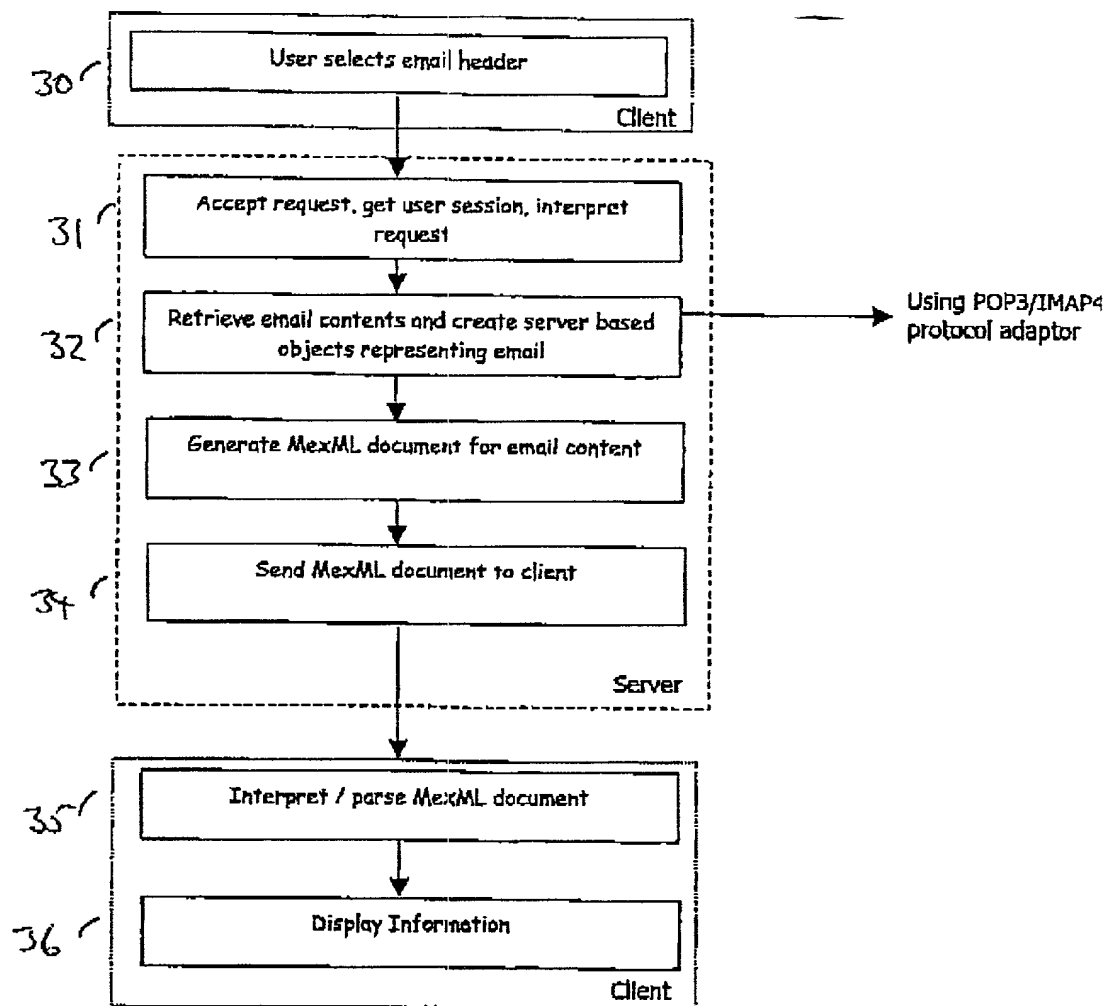 30
User selects email header
Client
31
Accept request, get user session, interpret
request
32
Retrieve email contents and create server based
objects representing email
Using POP3/IMAP4
protocol adaptor
33
Generate MexML document for email content
34
Send MexML document to client
Server
35
Interpret / parse MexML document
36
Display Information
Client